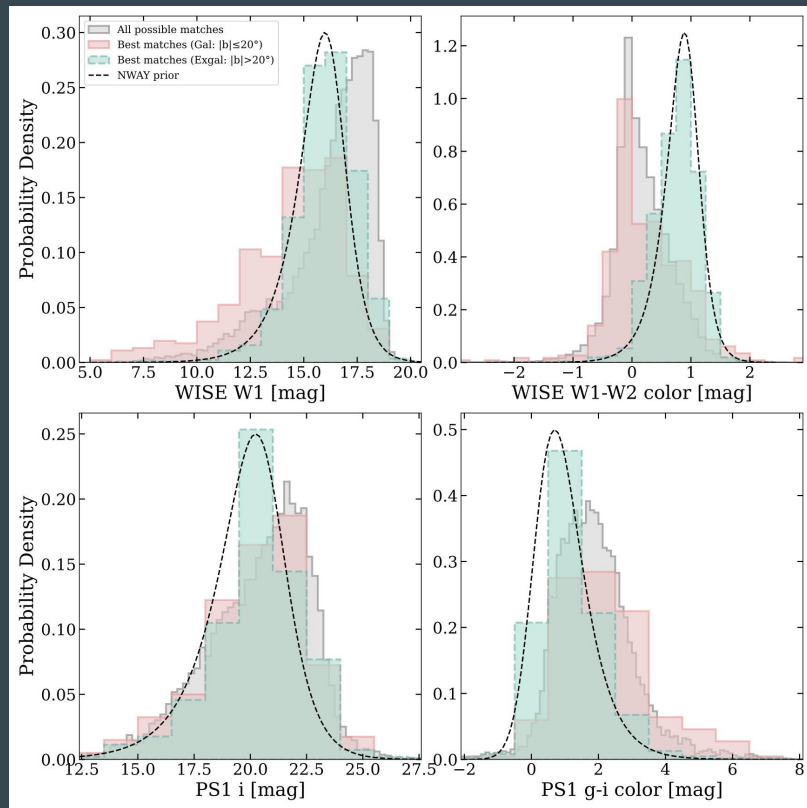 All possible matches
Best matches (Gal: |b|≤20°)
Best matches (Exgal: |b|>20°)
NWAY prior
Probability Density
0.30
0.25
0.20
0.15
0.10
0.05
0.00
5.0 7.5 10.0 12.5 15.0 17.5 20.0
WISE W1 [mag]
1.2
1.0
0.8
0.6
0.4
0.2
0.0
−2 −1 0 1 2
WISE W1-W2 color [mag]
Probability Density
0.25
0.20
0.15
0.10
0.05
0.00
12.5 15.0 17.5 20.0 22.5 25.0 27.5
PS1 i [mag]
0.5
0.4
0.3
0.2
0.1
0.0
−2 0 2 4 6 8
PS1 g-i color [mag]